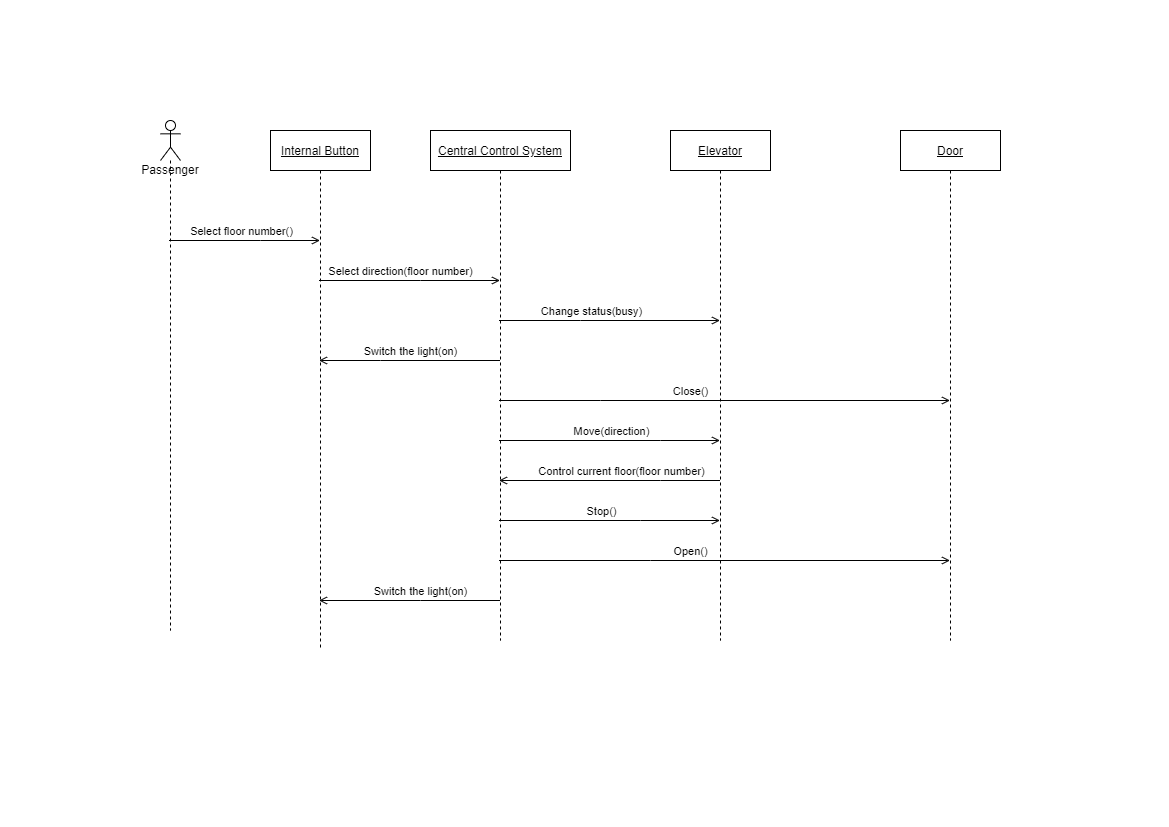 Passenger
Internal Button
Central Control System
Elevator
Door
Select floor number()
Select direction(floor number)
Change status(busy)
Switch the light(on)
Close()
Move(direction)
Control current floor(floor number)
Stop()
Open()
Switch the light(on)